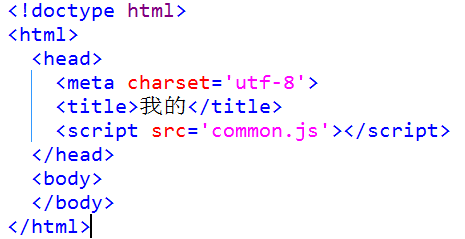 <!doctype html>
<html>
<head>
<meta charset='utf-8'>
<title>我的</title>
<script src='common.js'></script>
</head>
<body>
</body>
</html>